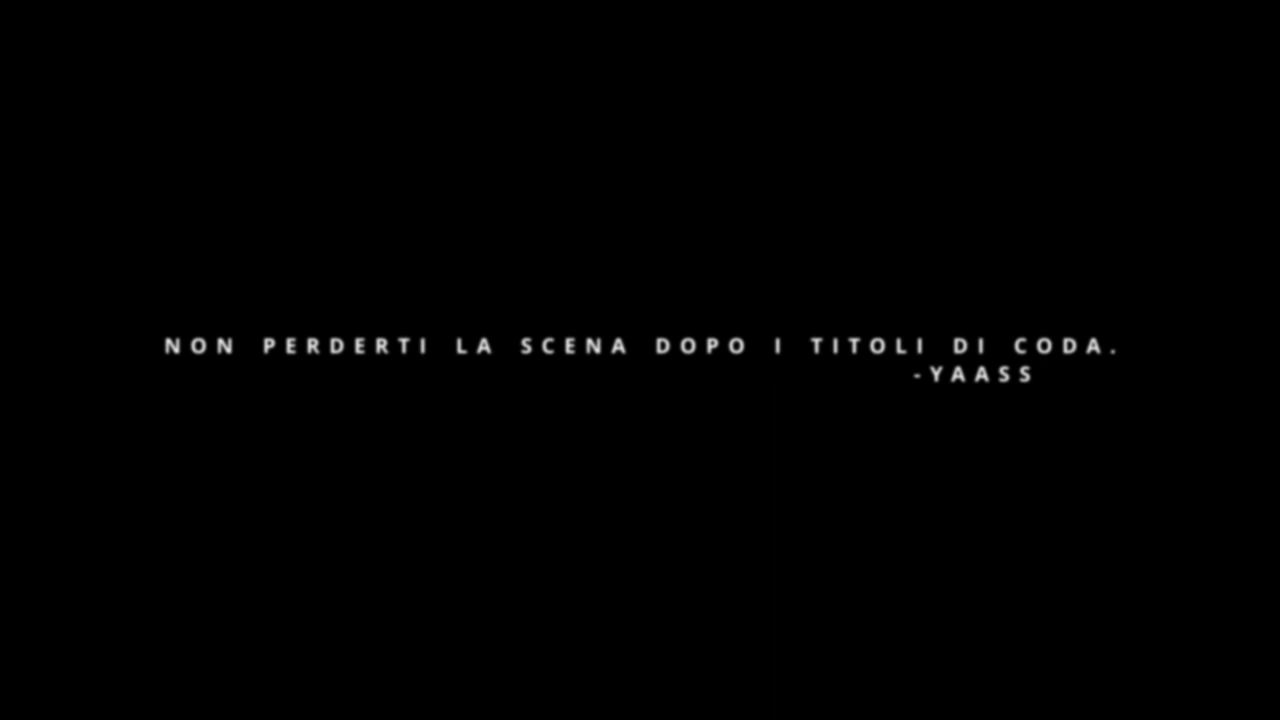 NON PERDERTI LA SCENA DOPO I TITOLI DI CODA.
-YAASS